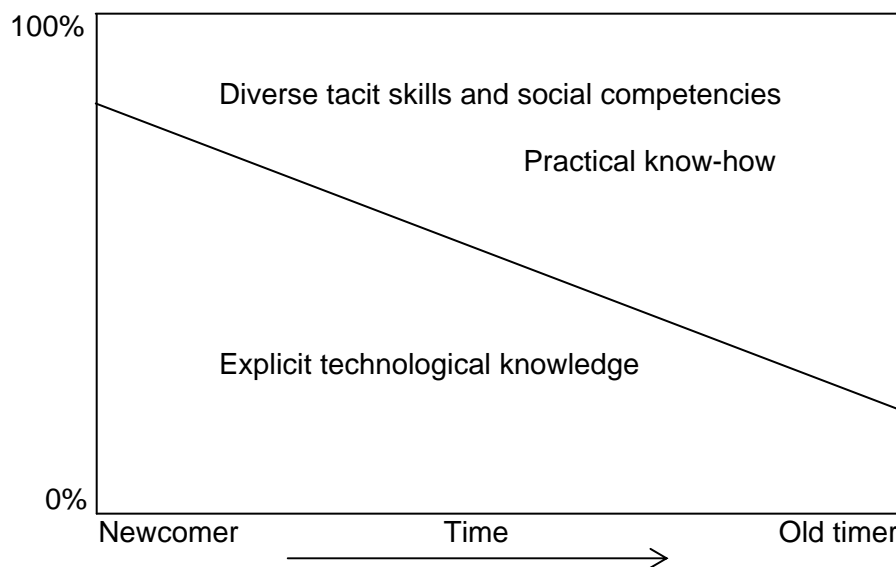 100%
Diverse tacit skills and social competencies
Practical know-how
Explicit technological knowledge
0%
Newcomer Time Old timer